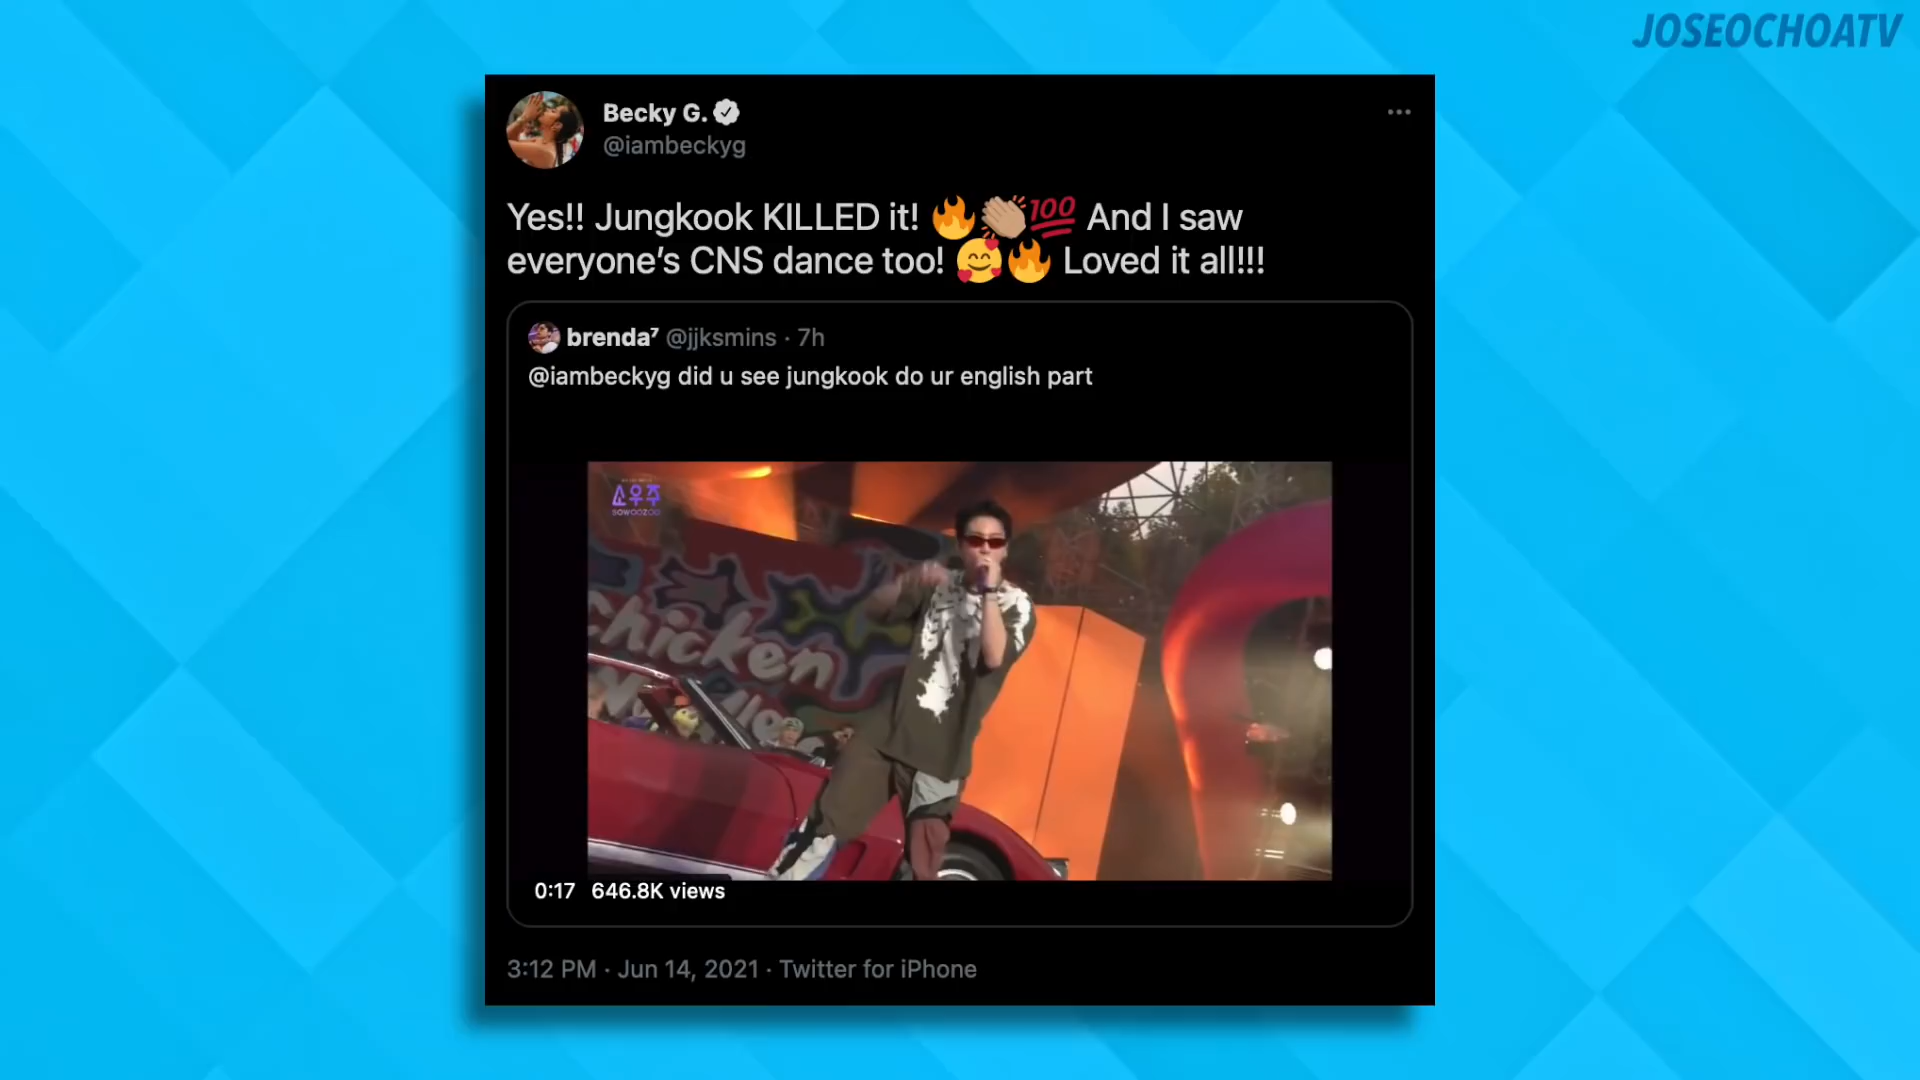 JOSEOCHOATV
Becky G.
@iambeckyg
Yes!! Jungkook KILLED it! 🔥👏🏼💯 And I saw
everyone’s CNS dance too! 🥰🔥 Loved it all!!!
brenda⁷ @jjksmins · 7h
@iambeckyg did u see jungkook do ur english part
소우주
SOWOOZOO
Chicken
0:17 646.8K views
3:12 PM · Jun 14, 2021 · Twitter for iPhone